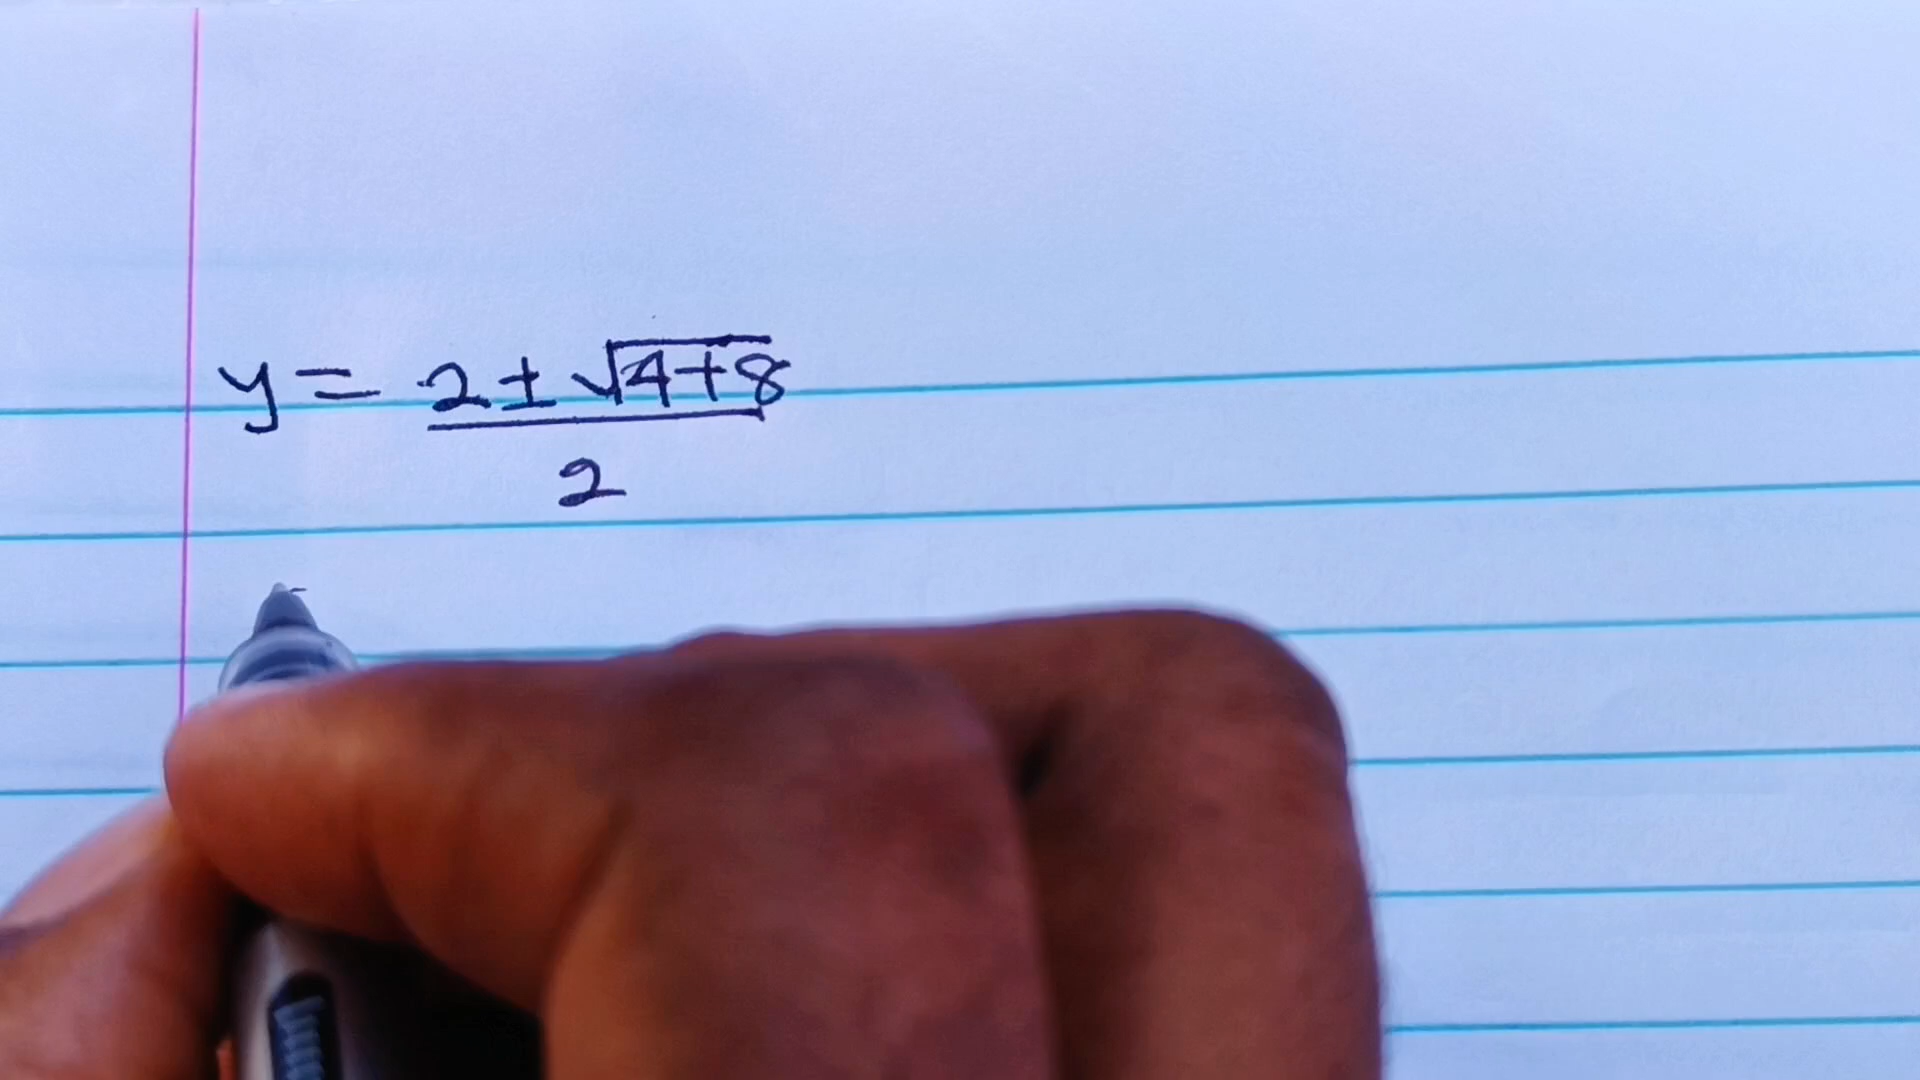 y = 2 ± √4+8
2